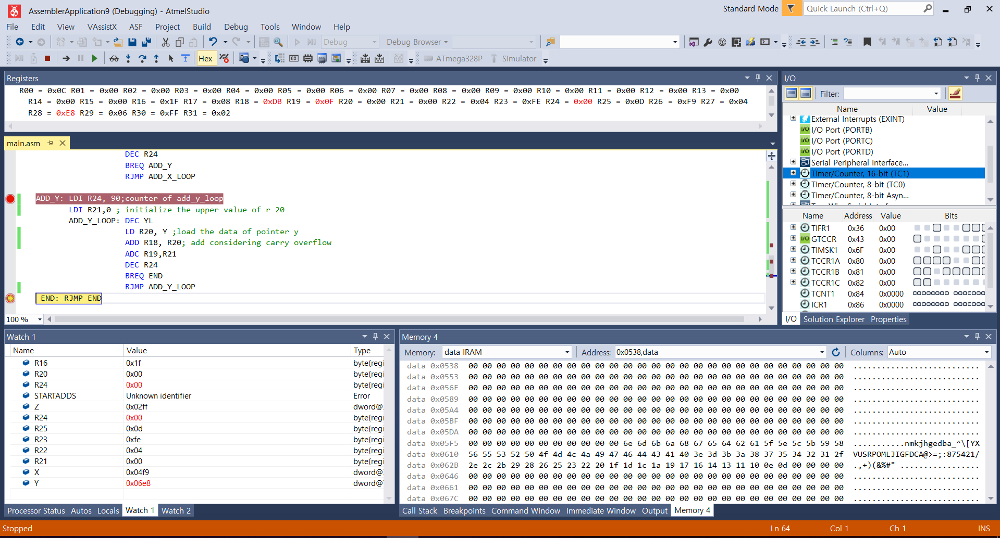 AssemblerApplication9 (Debugging) - AtmelStudio
Standard Mode
Quick Launch (Ctrl+Q)
File Edit View VAssistX ASF Project Build Debug Tools Window Help
Debug
Debug Browser
Hex
ATmega328P
Simulator
Registers
R00 = 0x0C R01 = 0x00 R02 = 0x00 R03 = 0x00 R04 = 0x00 R05 = 0x00 R06 = 0x00 R07 = 0x00 R08 = 0x00 R09 = 0x00 R10 = 0x00 R11 = 0x00 R12 = 0x00 R13 = 0x00
R14 = 0x00 R15 = 0x00 R16 = 0x1F R17 = 0x08 R18 = 0xDB R19 = 0x0F R20 = 0x00 R21 = 0x00 R22 = 0x04 R23 = 0xFE R24 = 0x00 R25 = 0x0D R26 = 0xF9 R27 = 0x04
R28 = 0xE8 R29 = 0x06 R30 = 0xFF R31 = 0x02
main.asm
DEC R24
BREQ ADD_Y
RJMP ADD_X_LOOP
ADD_Y: LDI R24, 90;counter of add_y_loop
LDI R21,0 ; initialize the upper value of r 20
ADD_Y_LOOP: DEC YL
LD R20, Y ;load the data of pointer y
ADD R18, R20; add considering carry overflow
ADC R19,R21
DEC R24
BREQ END
RJMP ADD_Y_LOOP
END: RJMP END
100 %
I/O
Filter:
Name Value
External Interrupts (EXINT)
I/O Port (PORTB)
I/O Port (PORTC)
I/O Port (PORTD)
Serial Peripheral Interface...
Timer/Counter, 16-bit (TC1)
Timer/Counter, 8-bit (TC0)
Timer/Counter, 8-bit Asyn...
Name Address Value Bits
TIFR1 0x36 0x00
GTCCR 0x43 0x00
TIMSK1 0x6F 0x00
TCCR1A 0x80 0x00
TCCR1B 0x81 0x00
TCCR1C 0x82 0x00
TCNT1 0x84 0x0000
ICR1 0x86 0x0000
I/O Solution Explorer Properties
Watch 1
Name Value Type
R16 0x1f byte{regi
R20 0x00 byte{regi
R24 0x00 byte{regi
STARTADDS Unknown identifier Error
Z 0x02ff dword@
R24 0x00 byte{regi
R25 0x0d byte{regi
R23 0xfe byte{regi
R22 0x04 byte{regi
R21 0x00 byte{regi
X 0x04f9 dword@
Y 0x06e8 dword@
Processor Status Autos Locals Watch 1 Watch 2
Memory 4
Memory: data IRAM Address: 0x0538,data Columns: Auto
data 0x0538 00 00 00 00 00 00 00 00 00 00 00 00 00 00 00 00 00 00 00 00 00 00 00 00 00 00 00 ...........................
data 0x0553 00 00 00 00 00 00 00 00 00 00 00 00 00 00 00 00 00 00 00 00 00 00 00 00 00 00 00 ...........................
data 0x056E 00 00 00 00 00 00 00 00 00 00 00 00 00 00 00 00 00 00 00 00 00 00 00 00 00 00 00 ...........................
data 0x0589 00 00 00 00 00 00 00 00 00 00 00 00 00 00 00 00 00 00 00 00 00 00 00 00 00 00 00 ...........................
data 0x05A4 00 00 00 00 00 00 00 00 00 00 00 00 00 00 00 00 00 00 00 00 00 00 00 00 00 00 00 ...........................
data 0x05BF 00 00 00 00 00 00 00 00 00 00 00 00 00 00 00 00 00 00 00 00 00 00 00 00 00 00 00 ...........................
data 0x05DA 00 00 00 00 00 00 00 00 00 00 00 00 00 00 00 00 00 00 00 00 00 00 00 00 00 00 00 ...........................
data 0x05F5 00 00 00 00 00 00 00 00 00 00 00 6e 6d 6b 6a 68 67 65 64 62 61 5f 5e 5c 5b 59 58 ...........nmkjhgedba_^\[YX
data 0x0610 56 55 53 52 50 4f 4d 4c 4a 49 47 46 44 43 41 40 3e 3d 3b 3a 38 37 35 34 32 31 2f VUSRPOMLJIGFDCA@>=;:875421/
data 0x062B 2e 2c 2b 29 28 26 25 23 22 20 1f 1d 1c 1a 19 17 16 14 13 11 10 0e 0d 00 00 00 00 .,+)(&%#" .................
data 0x0646 00 00 00 00 00 00 00 00 00 00 00 00 00 00 00 00 00 00 00 00 00 00 00 00 00 00 00 ...........................
data 0x0661 00 00 00 00 00 00 00 00 00 00 00 00 00 00 00 00 00 00 00 00 00 00 00 00 00 00 00 ...........................
data 0x067C 00 00 00 00 00 00 00 00 00 00 00 00 00 00 00 00 00 00 00 00 00 00 00 00 00 00 00 ...........................
Call Stack Breakpoints Command Window Immediate Window Output Memory 4
Stopped
Ln 64 Col 1 Ch 1 INS